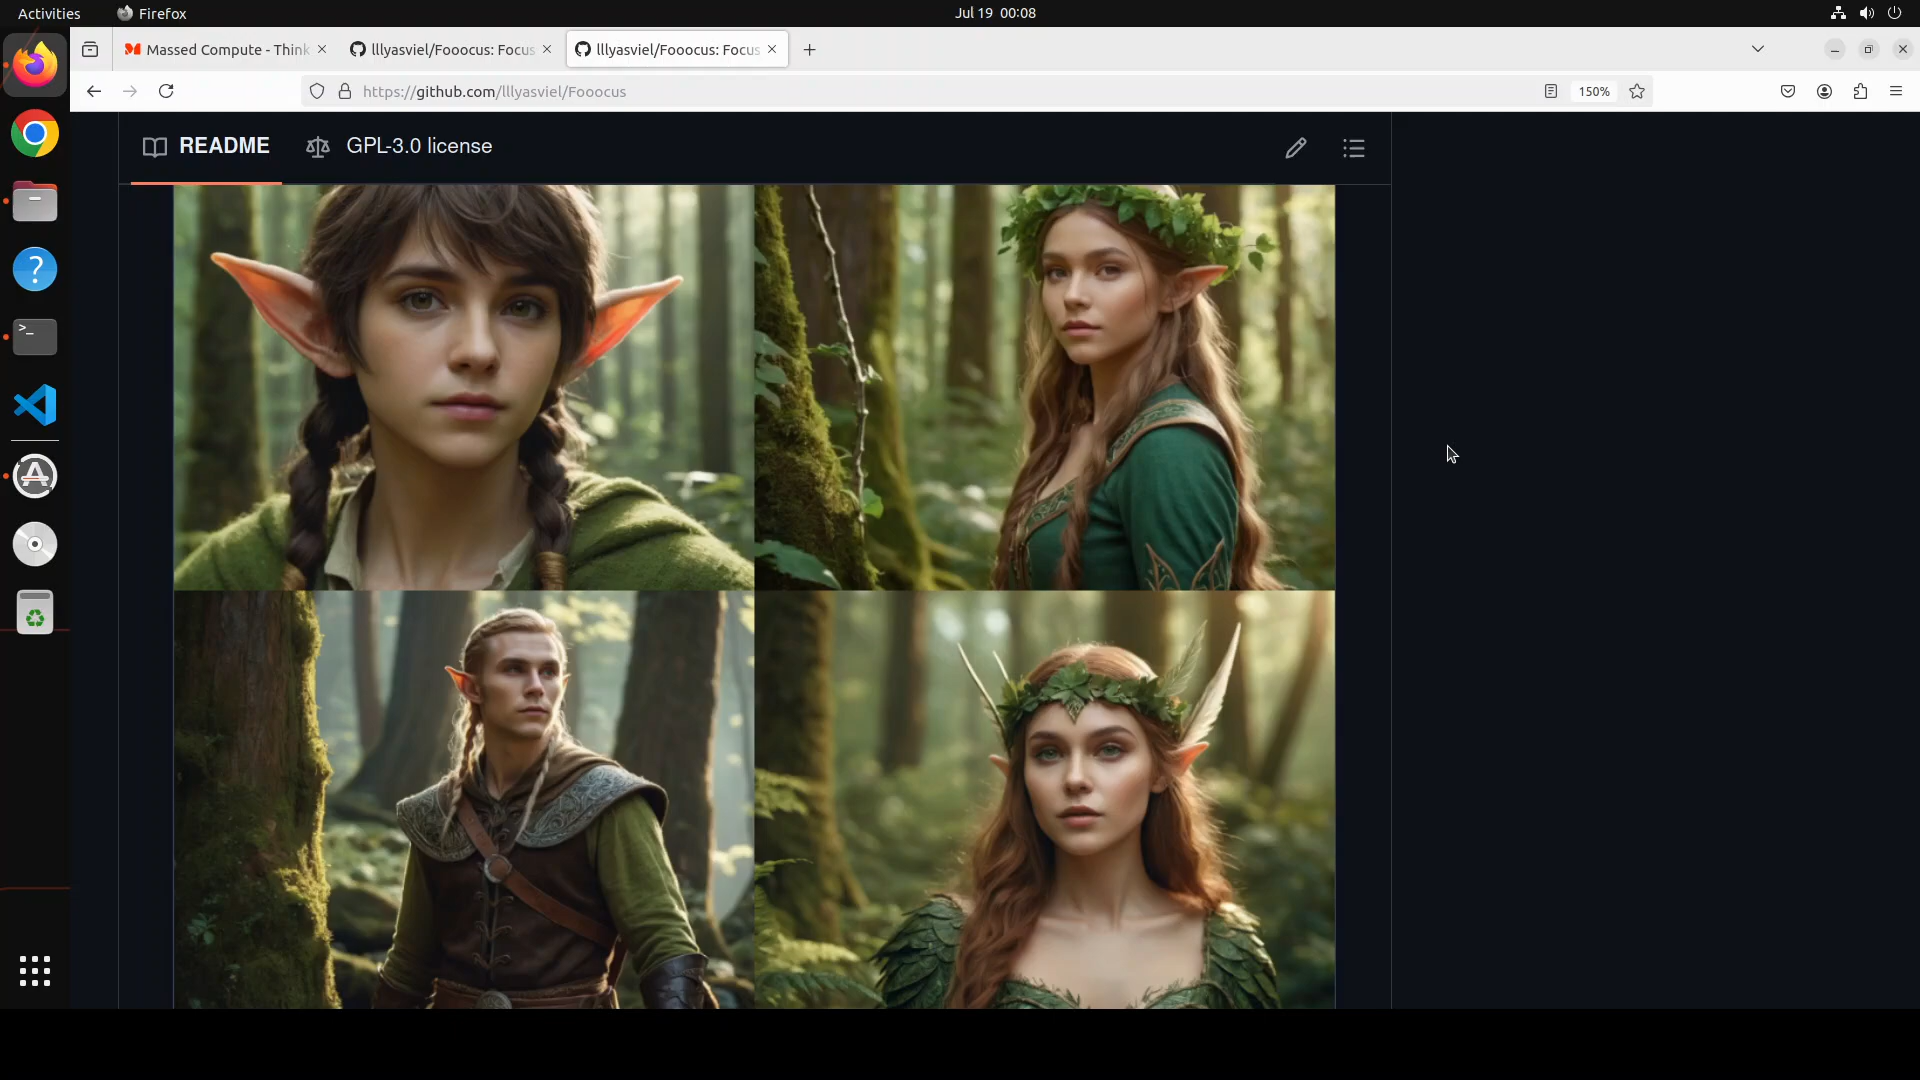 Activities
Firefox
Jul 19 00:08
Massed Compute - Think
lllyasviel/Fooocus: Focus
lllyasviel/Fooocus: Focus
https://github.com/lllyasviel/Fooocus
150%
README
GPL-3.0 license